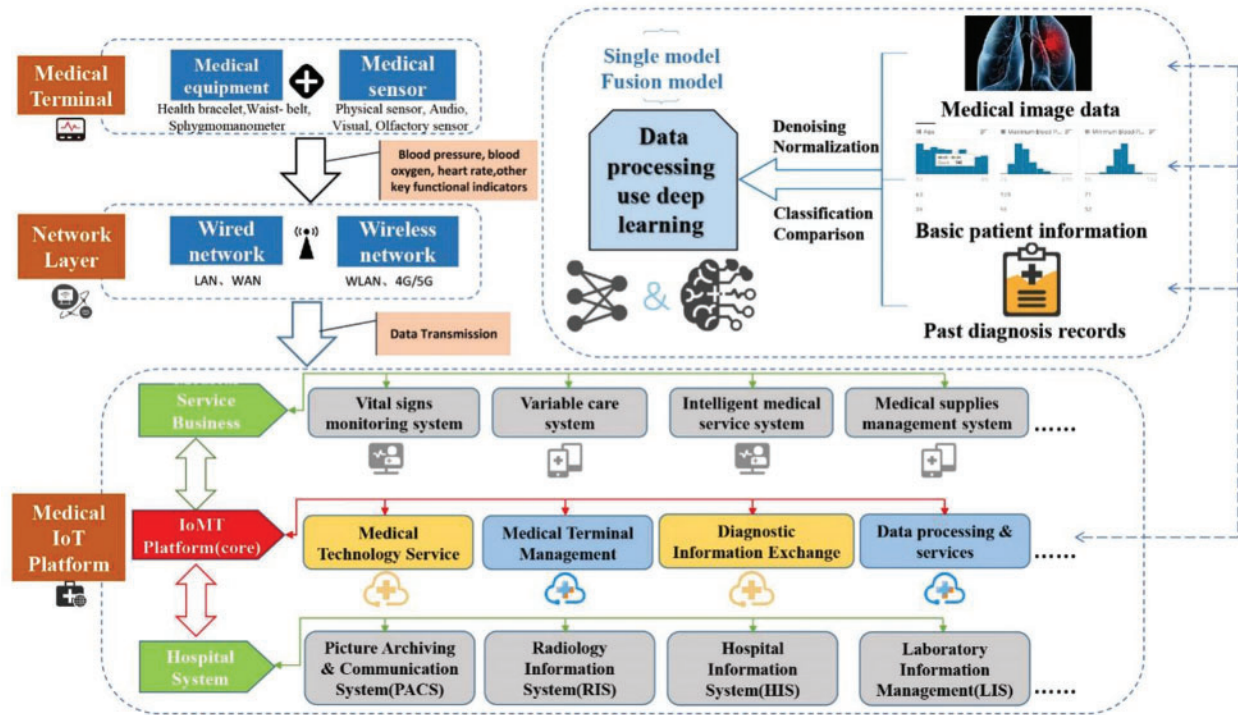 Medical
Terminal
Medical
equipment
Health bracelet,Waist- belt,
Sphygmomanometer
Medical
sensor
Physical sensor, Audio,
Visual, Olfactory sensor
Blood pressure, blood
oxygen, heart rate,other
key functional indicators
Network
Layer
Wired
network
LAN、WAN
Wireless
network
WLAN、4G/5G
Data Transmission
Single model
Fusion model
Data
processing
use deep
learning
&
Denoising
Normalization
Classification
Comparison
Medical image data
Age
Maximum Blood P...
Minimum Blood P...
Basic patient information
Past diagnosis records
Medical
IoT
Platform
Service
Business
Vital signs
monitoring system
Variable care
system
Intelligent medical
service system
Medical supplies
management system
......
IoMT
Platform(core)
Medical
Technology Service
Medical Terminal
Management
Diagnostic
Information Exchange
Data processing &
services
......
Hospital
System
Picture Archiving
& Communication
System(PACS)
Radiology
Information
System(RIS)
Hospital
Information
System(HIS)
Laboratory
Information
Management(LIS)
......